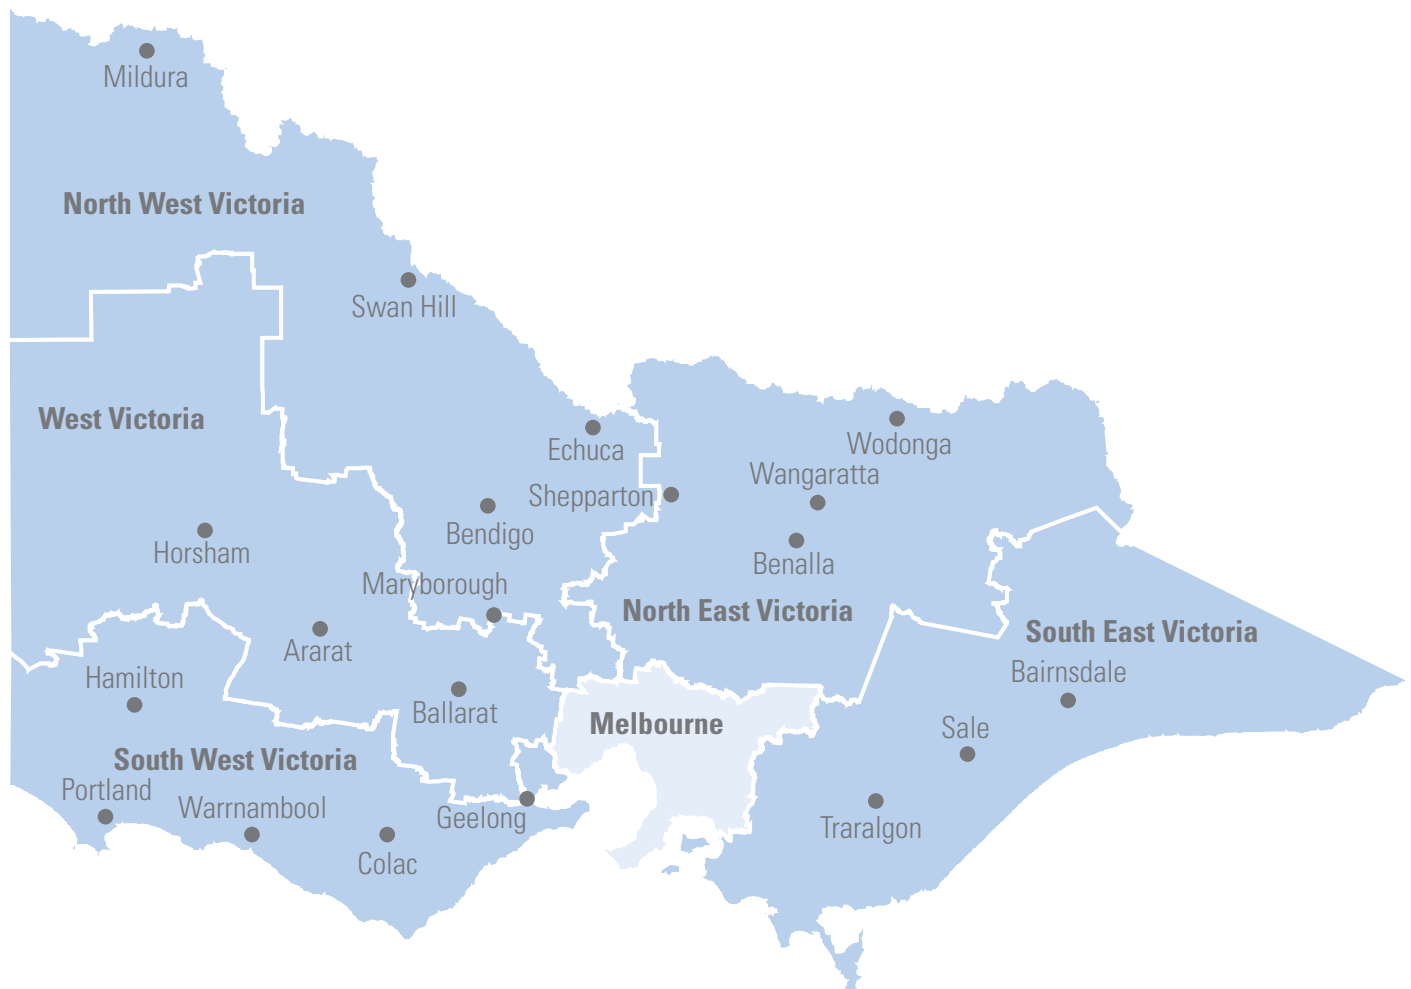 Mildura
North West Victoria
Swan Hill
West Victoria
Echuca
Wodonga
Wangaratta
Shepparton
Bendigo
Horsham
Benalla
Maryborough
North East Victoria
South East Victoria
Ararat
Bairnsdale
Hamilton
Ballarat
Melbourne
Sale
South West Victoria
Portland
Warrnambool
Geelong
Traralgon
Colac